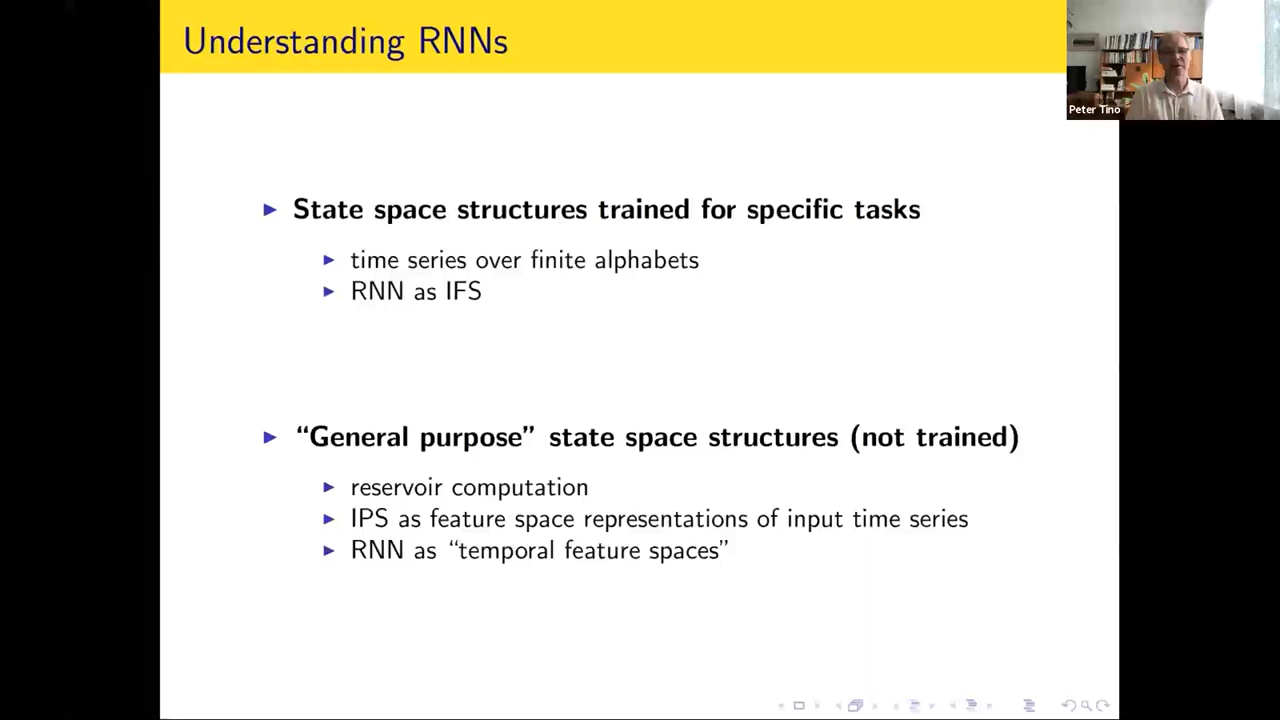 Understanding RNNs
Peter Tino
State space structures trained for specific tasks
time series over finite alphabets
RNN as IFS
“General purpose” state space structures (not trained)
reservoir computation
IPS as feature space representations of input time series
RNN as “temporal feature spaces”